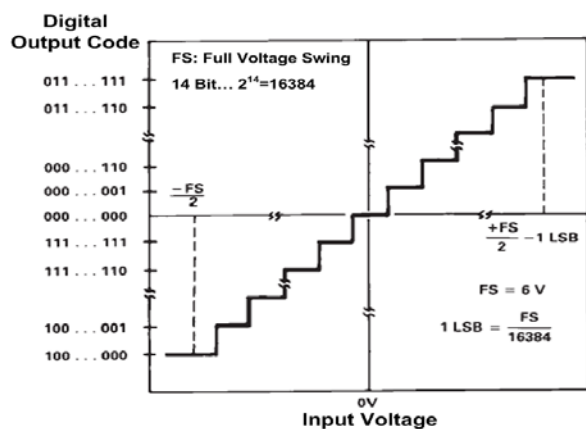 Digital
Output Code
FS: Full Voltage Swing
14 Bit... 2¹⁴=16384
011 ... 111
011 ... 110
000 ... 110
000 ... 001
000 ... 000
111 ... 111
111 ... 110
100 ... 001
100 ... 000
−FS
2
+FS
2
− 1 LSB
FS = 6 V
1 LSB = FS
16384
0V
Input Voltage